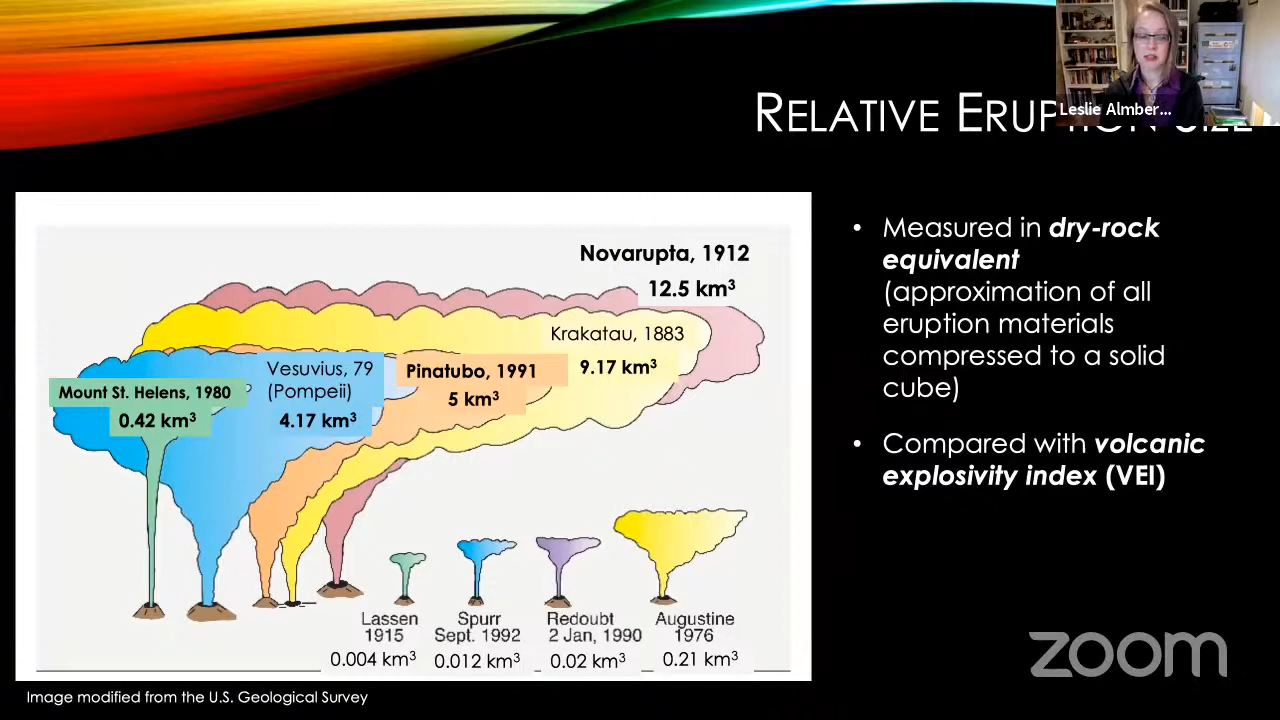 Leslie Almber...
RELATIVE ERUPTION SIZE
Novarupta, 1912
12.5 km³
Krakatau, 1883
9.17 km³
Pinatubo, 1991
5 km³
Vesuvius, 79
(Pompeii)
4.17 km³
Mount St. Helens, 1980
0.42 km³
Lassen
1915
0.004 km³
Spurr
Sept. 1992
0.012 km³
Redoubt
2 Jan, 1990
0.02 km³
Augustine
1976
0.21 km³
Image modified from the U.S. Geological Survey
• Measured in dry-rock
equivalent
(approximation of all
eruption materials
compressed to a solid
cube)
• Compared with volcanic
explosivity index (VEI)
zoom